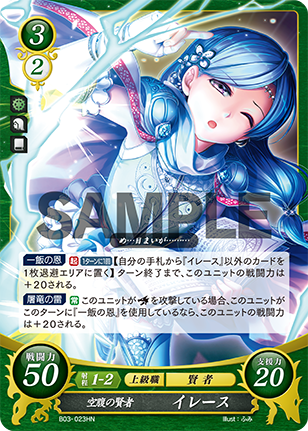 3
2
SAMPLE
め…目まいが………
一飯の恩 起 1ターンに1回 【自分の手札から『イレース』以外のカードを
1枚退避エリアに置く】ターン終了まで、このユニットの戦闘力は
+20される。
屠竜の雷 常 このユニットが を攻撃している場合、このユニットが
このターンに『一飯の恩』を使用しているなら、このユニットの戦闘力
は+20される。
戦闘力
50
射程 1-2 上級職 賢者
支援力
20
空腹の賢者 イレース
B03-023HN
Illust：ふみ